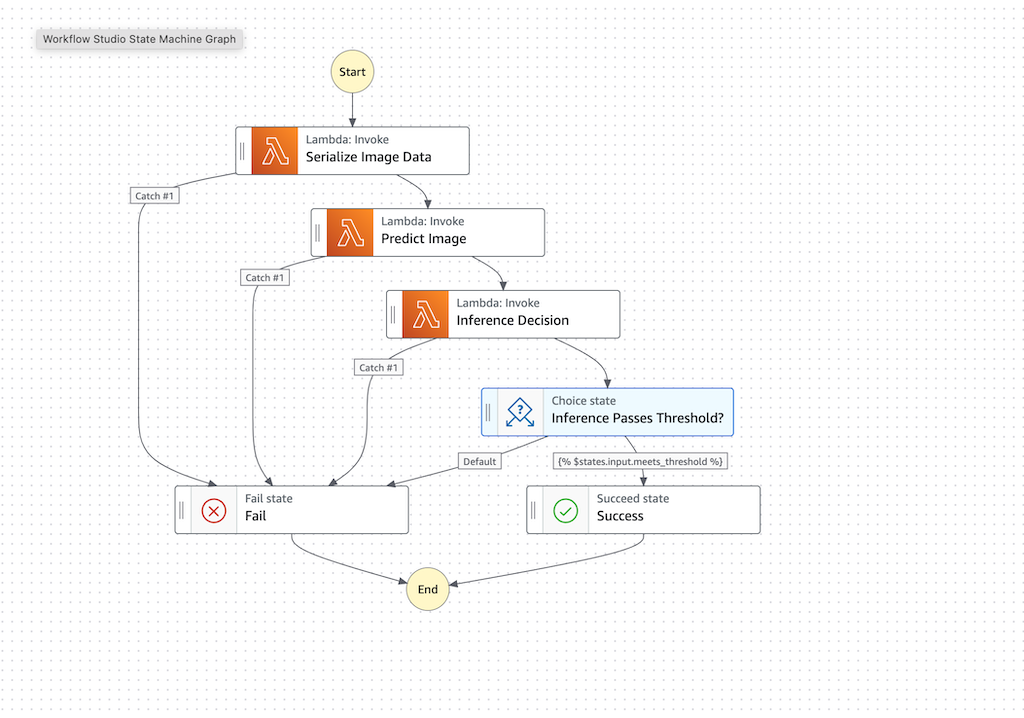 Workflow Studio State Machine Graph
Start
Lambda: Invoke
Serialize Image Data
Catch #1
Lambda: Invoke
Predict Image
Catch #1
Lambda: Invoke
Inference Decision
Catch #1
Choice state
Inference Passes Threshold?
Default
{% $states.input.meets_threshold %}
Fail state
Fail
Succeed state
Success
End